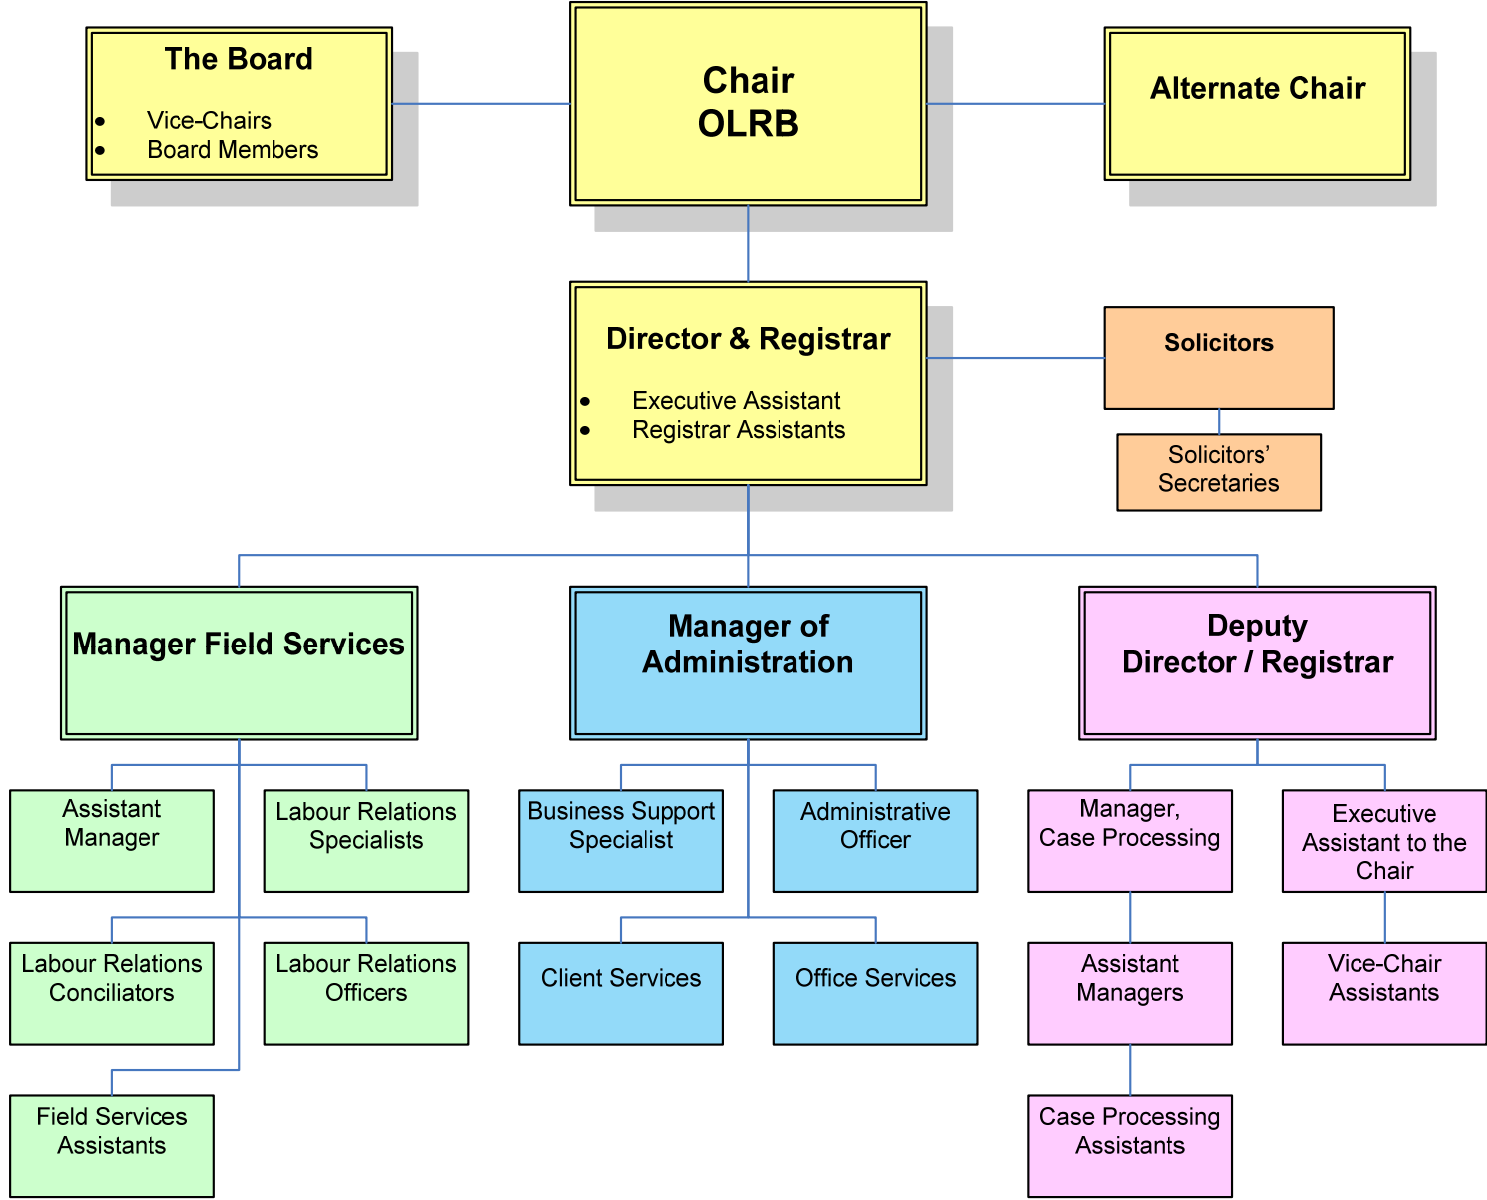 The Board
• Vice-Chairs
• Board Members
Chair
OLRB
Alternate Chair
Director & Registrar
• Executive Assistant
• Registrar Assistants
Solicitors
Solicitors’
Secretaries
Manager Field Services
Manager of
Administration
Deputy
Director / Registrar
Assistant
Manager
Labour Relations
Specialists
Business Support
Specialist
Administrative
Officer
Manager,
Case Processing
Executive
Assistant to the
Chair
Labour Relations
Conciliators
Labour Relations
Officers
Client Services
Office Services
Assistant
Managers
Vice-Chair
Assistants
Field Services
Assistants
Case Processing
Assistants